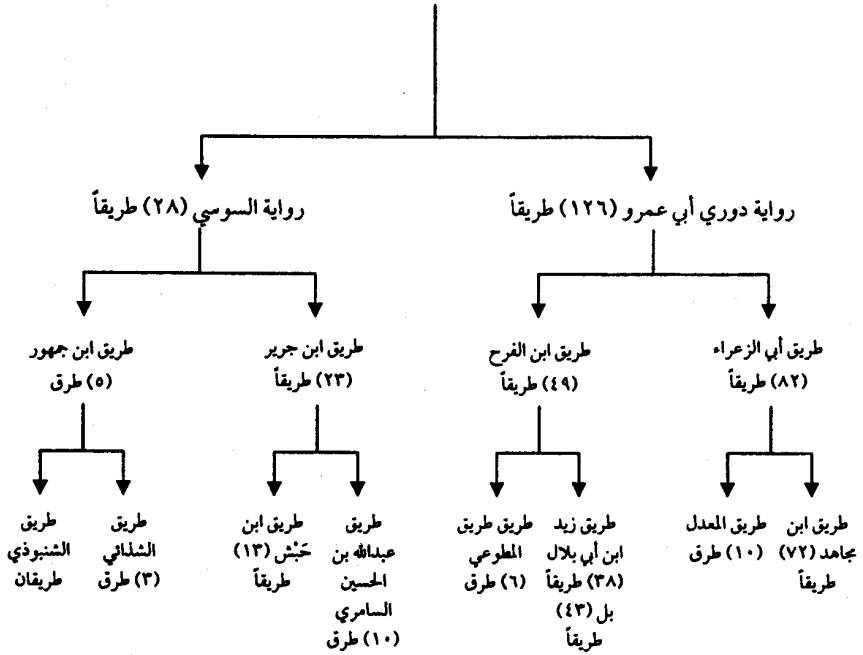 رواية دوري أبي عمرو (١٢٦) طريقاً
رواية السوسي (٢٨) طريقاً
طريق أبي الزعراء
(٨٢) طريقاً
طريق ابن الفرح
(٤٩) طريقاً
طريق ابن جرير
(٢٣) طريقاً
طريق ابن جمهور
(٥) طرق
طريق ابن
مجاهد (٧٢)
طريقاً
طريق المعدل
(١٠) طرق
طريق زيد
ابن أبي بلال
(٣٨) طريقاً
بل (٤٣)
طريقاً
طريق طريق
المطوعي
(٦) طرق
طريق
عبدالله بن
الحسين
السامري
(١٠) طرق
طريق ابن
حَبْش (١٣)
طريقاً
طريق
الشذائي
(٣) طرق
طريق
الشنبوذي
طريقان